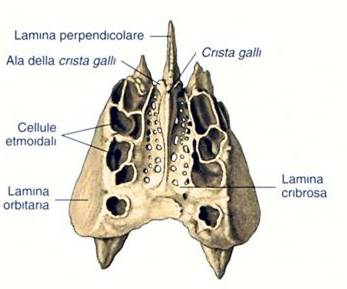 Lamina perpendicolare
Crista galli
Ala della crista galli
Cellule
etmoidali
Lamina
orbitaria
Lamina
cribrosa